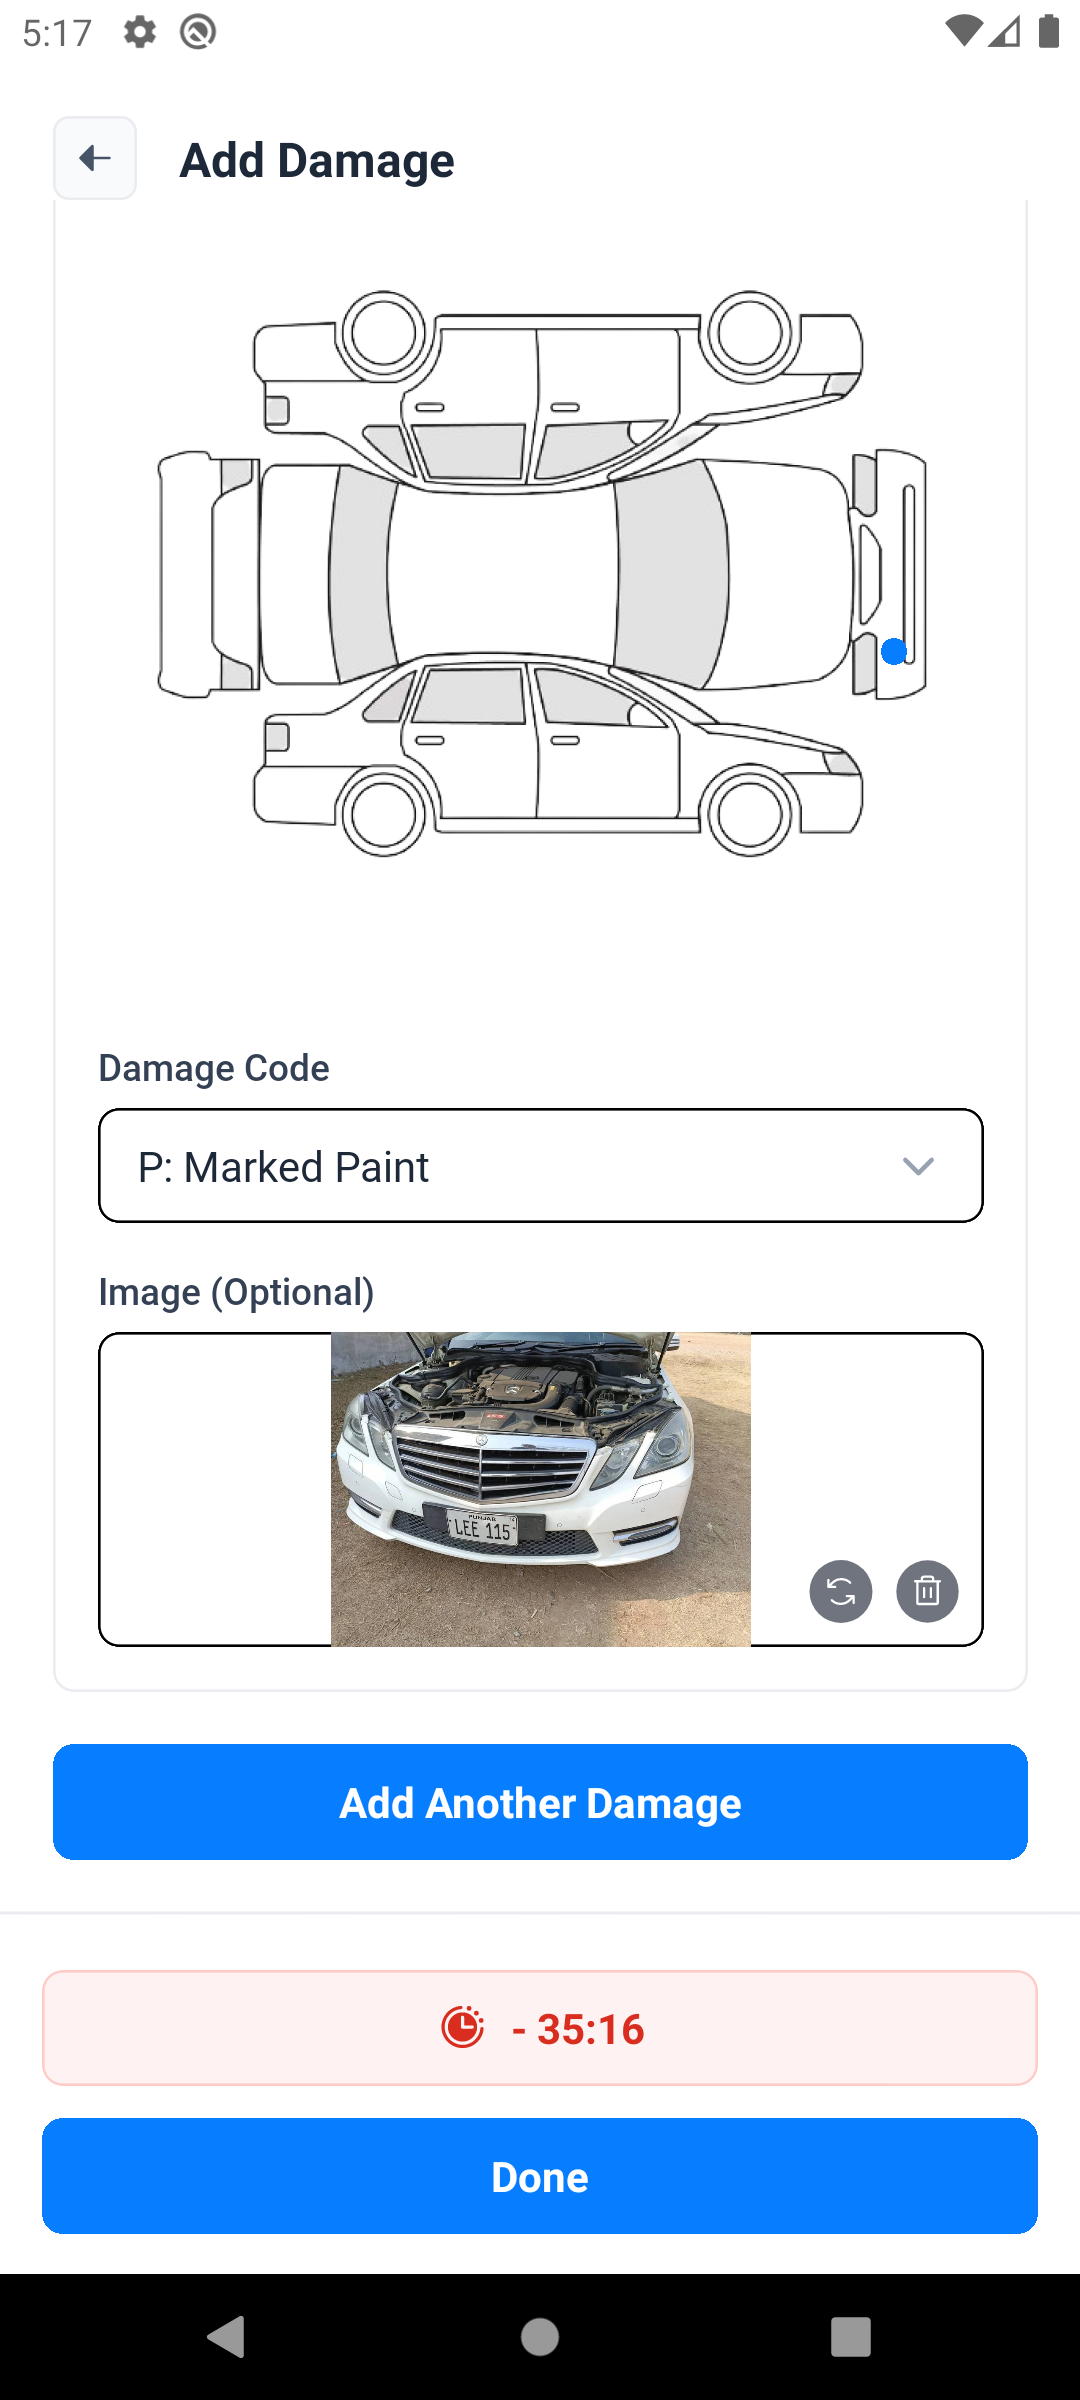 5:17
Add Damage
Damage Code
P: Marked Paint
Image (Optional)
PUNJAB
LEE 115
Add Another Damage
- 35:16
Done